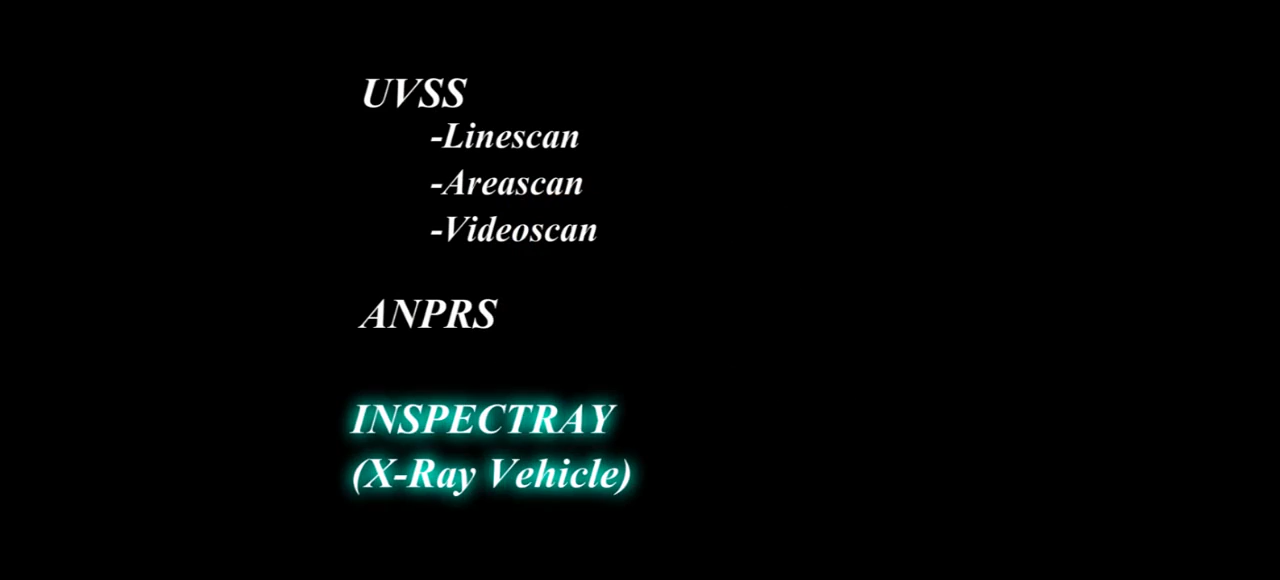 UVSS
-Linescan
-Areascan
-Videoscan
ANPRS
INSPECTRAY
(X-Ray Vehicle)